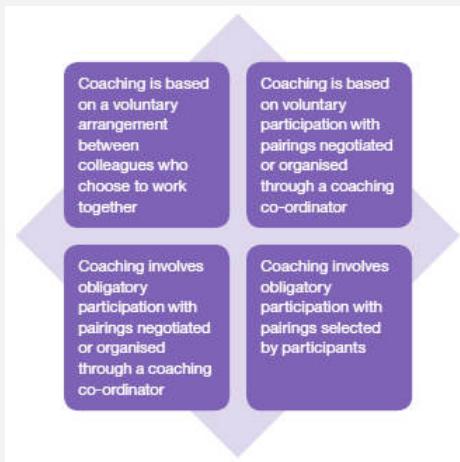 Coaching is based
on a voluntary
arrangement
between
colleagues who
choose to work
together
Coaching is based
on voluntary
participation with
pairings negotiated
or organised
through a coaching
co-ordinator
Coaching involves
obligatory
participation with
pairings negotiated
or organised
through a coaching
co-ordinator
Coaching involves
obligatory
participation with
pairings selected
by participants